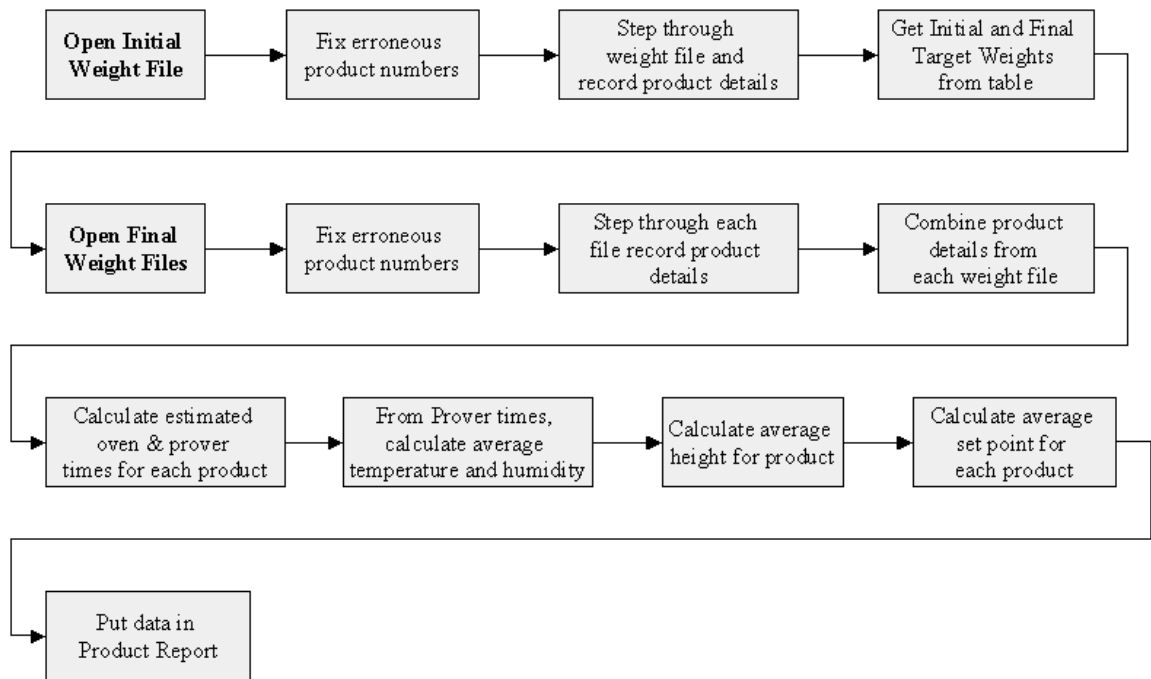 Open Initial
Weight File
Fix erroneous
product numbers
Step through
weight file and
record product details
Get Initial and Final
Target Weights
from table
Open Final
Weight Files
Fix erroneous
product numbers
Step through each
file record product
details
Combine product
details from
each weight file
Calculate estimated
oven & prover
times for each product
From Prover times,
calculate average
temperature and humidity
Calculate average
height for product
Calculate average
set point for
each product
Put data in
Product Report